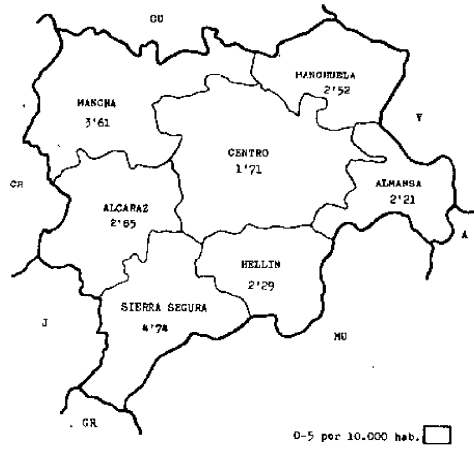 CU
MANCHUELA
2'52
MANCHA
3'61
V
CENTRO
1'71
CR
ALMANSA
2'21
ALCARAZ
2'85
A
HELLIN
2'29
SIERRA SEGURA
4'74
J
MU
GR
0-5 por 10.000 hab.